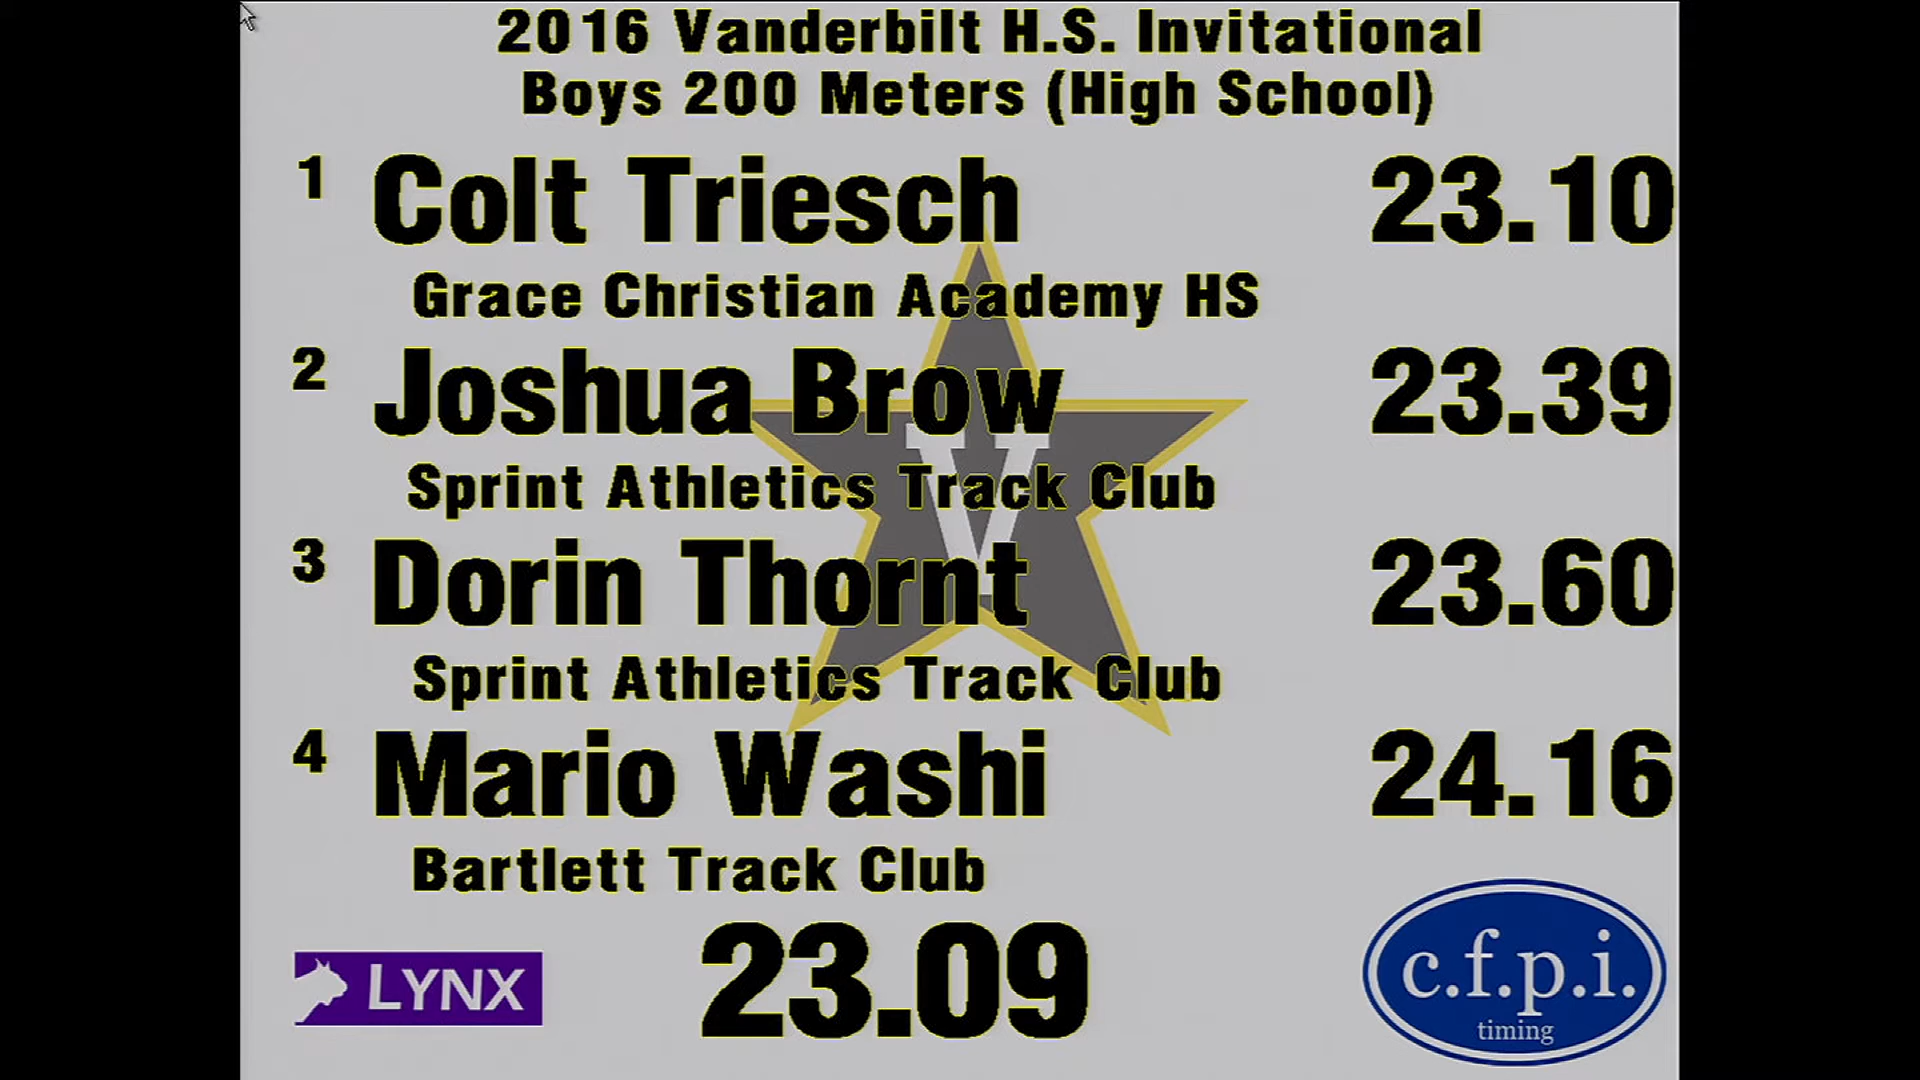 2016 Vanderbilt H.S. Invitational
Boys 200 Meters (High School)
1 Colt Triesch 23.10
Grace Christian Academy HS
2 Joshua Brow 23.39
Sprint Athletics Track Club
3 Dorin Thornt 23.60
Sprint Athletics Track Club
4 Mario Washi 24.16
Bartlett Track Club
V
LYNX
23.09
c.f.p.i.
timing